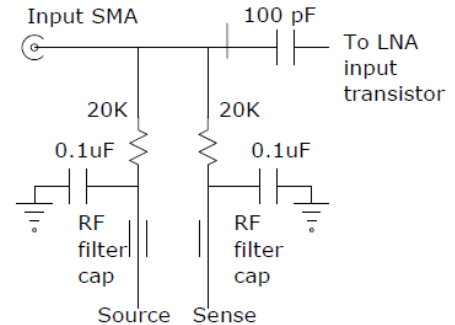 Input SMA
100 pF
To LNA
input
transistor
20K
20K
0.1uF
0.1uF
RF
filter
cap
RF
filter
cap
Source
Sense